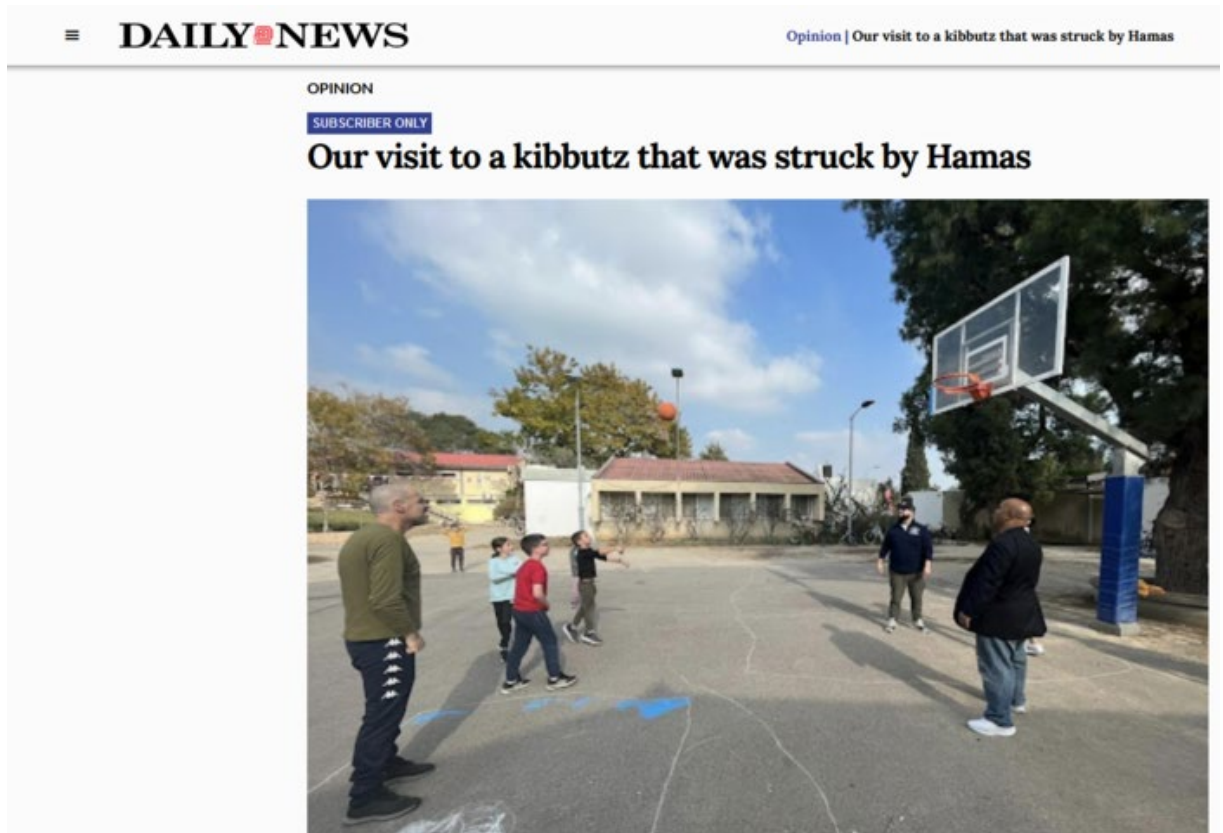 DAILY NEWS
Opinion | Our visit to a kibbutz that was struck by Hamas
OPINION
SUBSCRIBER ONLY
Our visit to a kibbutz that was struck by Hamas